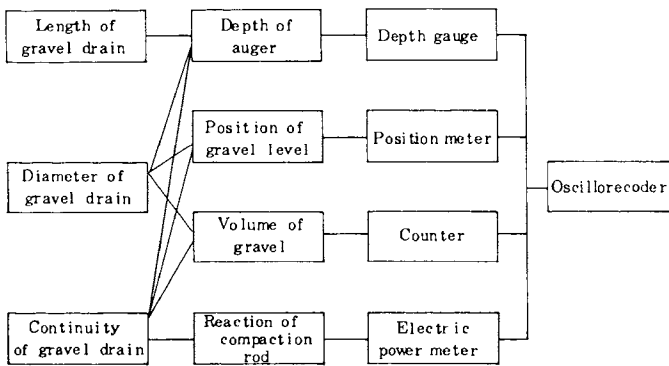 Length of
gravel drain
Depth of
auger
Depth gauge
Position of
gravel level
Position meter
Diameter of
gravel drain
Oscillorecoder
Volume of
gravel
Counter
Continuity
of gravel drain
Reaction of
compaction
rod
Electric
power meter